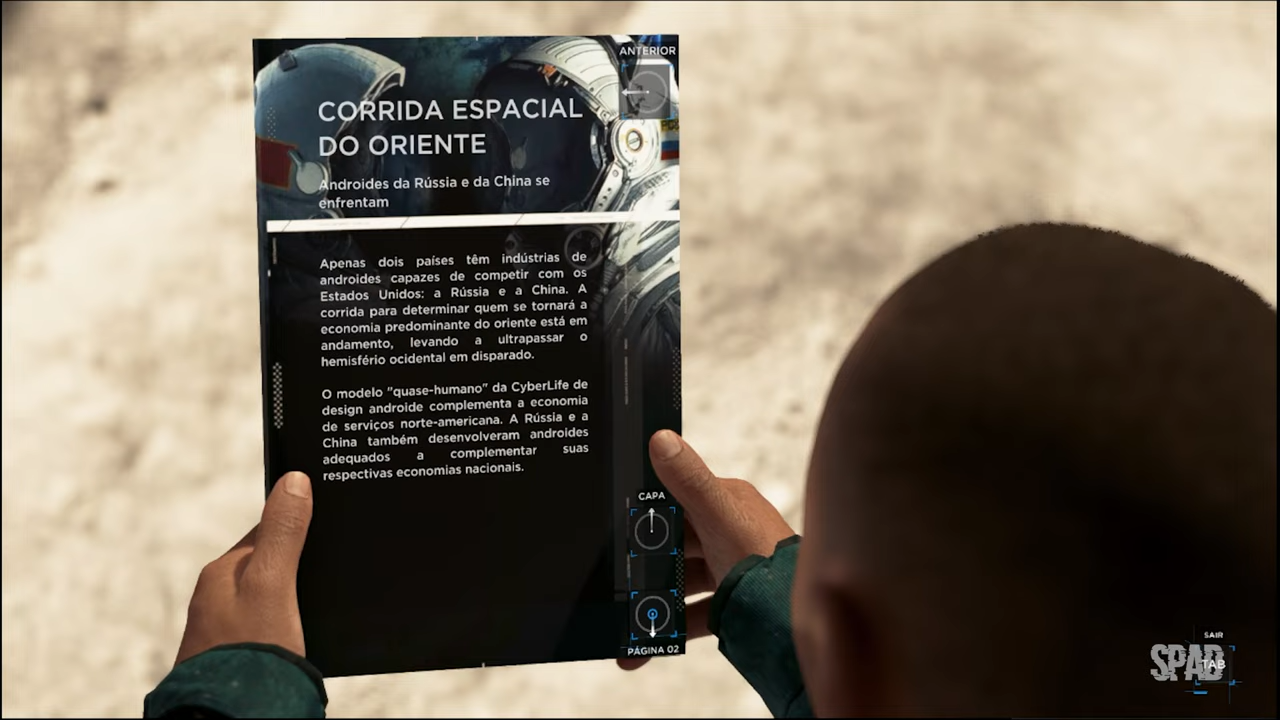 ANTERIOR
CORRIDA ESPACIAL
DO ORIENTE
Androides da Rússia e da China se
enfrentam
Apenas dois países têm indústrias de
androides capazes de competir com os
Estados Unidos: a Rússia e a China. A
corrida para determinar quem se tornará a
economia predominante do oriente está em
andamento, levando a ultrapassar o
hemisfério ocidental em disparado.
O modelo "quase-humano" da CyberLife de
design androide complementa a economia
de serviços norte-americana. A Rússia e a
China também desenvolveram androides
adequados a complementar suas
respectivas economias nacionais.
CAPA
PÁGINA 02
SAIR
TAB
SPAD